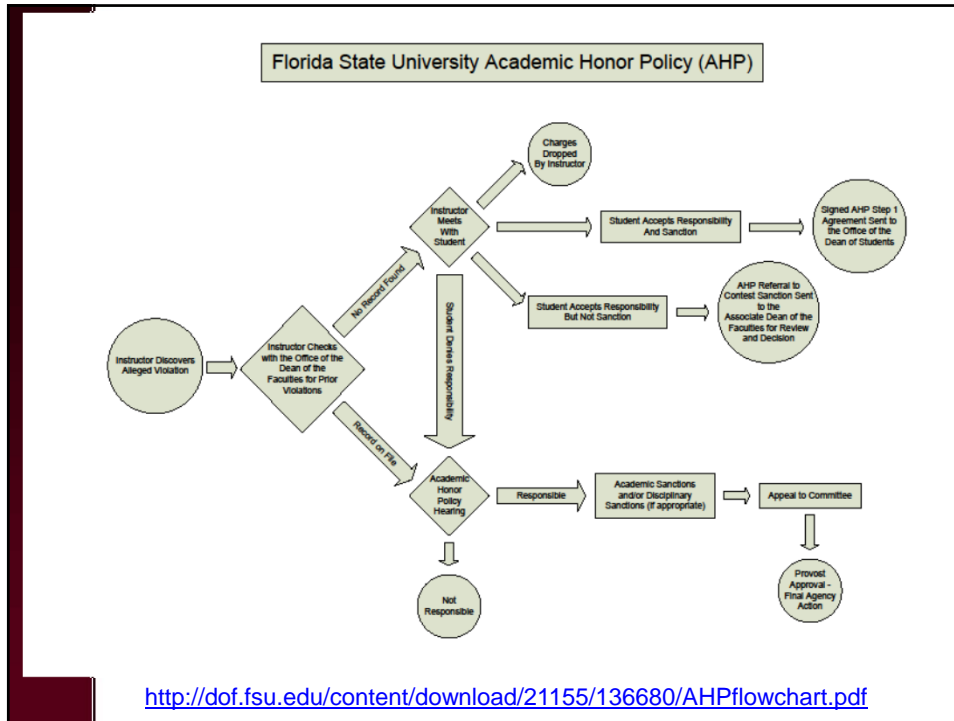 Florida State University Academic Honor Policy (AHP)
Charges
Dropped
By Instructor
Instructor
Meets
With
Student
Student Accepts Responsibility
And Sanction
Signed AHP Step 1
Agreement Sent to
the Office of the
Dean of Students
No Record Found
Student Accepts Responsibility
But Not Sanction
AHP Referral to
Contest Sanction Sent
to the
Associate Dean of the
Faculties for Review
and Decision
Instructor Discovers
Alleged Violation
Instructor Checks
with the Office of the
Dean of the
Faculties for Prior
Violations
Student Denies Responsibility
Record on File
Academic
Honor
Policy
Hearing
Responsible
Academic Sanctions
and/or Disciplinary
Sanctions (if appropriate)
Appeal to Committee
Not
Responsible
Provost
Approval -
Final Agency
Action
http://dof.fsu.edu/content/download/21155/136680/AHPflowchart.pdf